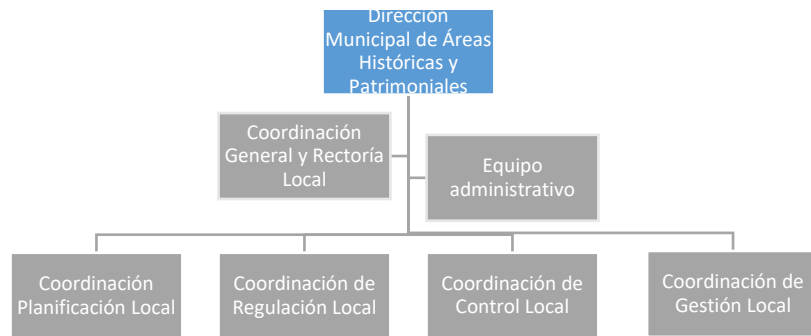 Dirección
Municipal de Áreas
Históricas y
Patrimoniales
Coordinación
General y Rectoría
Local
Equipo
administrativo
Coordinación
Planificación Local
Coordinación de
Regulación Local
Coordinación de
Control Local
Coordinación de
Gestión Local